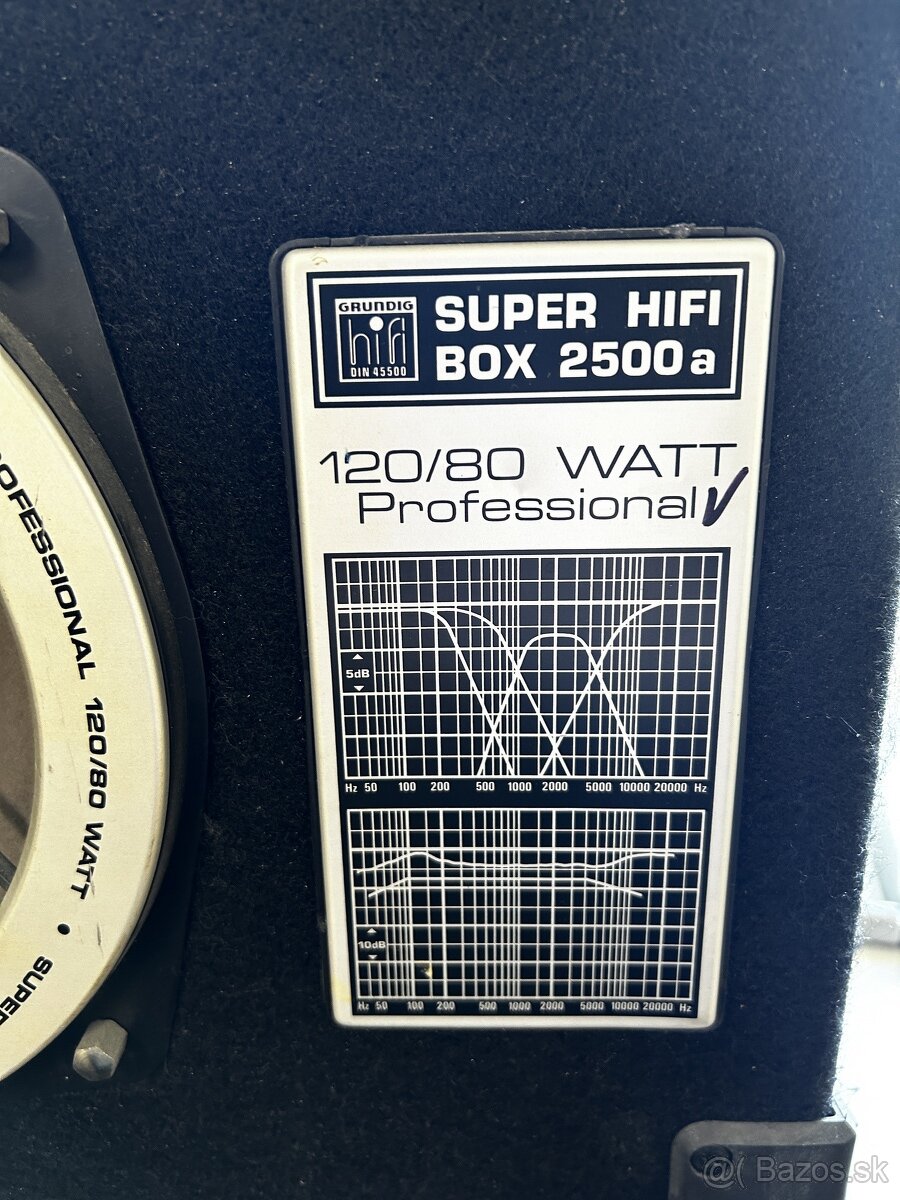 GRUNDIG
hifi
DIN 45500
SUPER HIFI
BOX 2500a
120/80 WATT
Professional
5dB
Hz 50 100 200 500 1000 2000 5000 10000 20000 Hz
10dB
Hz 50 100 200 500 1000 2000 5000 10000 20000 Hz
OFESSIONAL 120/80 WATT • SUPER
@( Bazos.sk